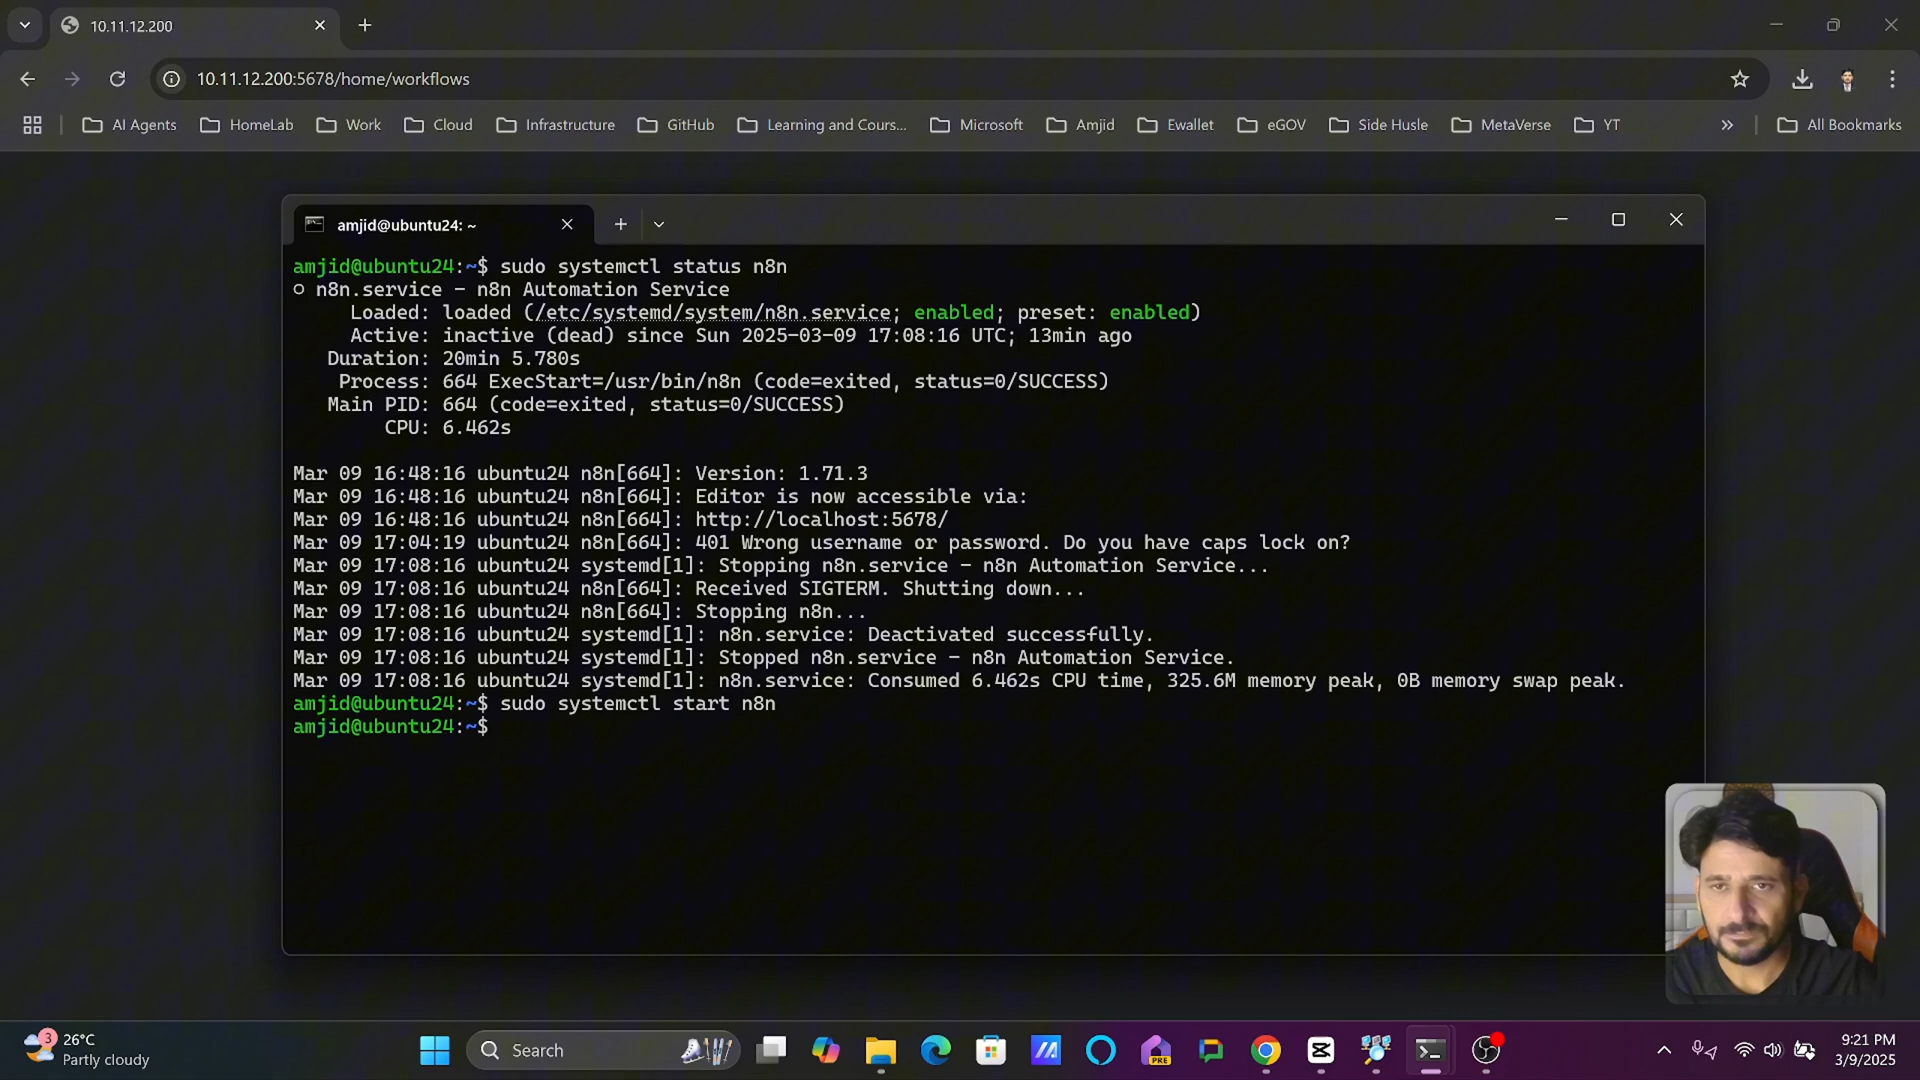 10.11.12.200
10.11.12.200:5678/home/workflows
AI Agents HomeLab Work Cloud Infrastructure GitHub Learning and Cours... Microsoft Amjid Ewallet eGOV Side Husle MetaVerse YT All Bookmarks
amjid@ubuntu24: ~
amjid@ubuntu24:~$ sudo systemctl status n8n
○ n8n.service - n8n Automation Service
Loaded: loaded (/etc/systemd/system/n8n.service; enabled; preset: enabled)
Active: inactive (dead) since Sun 2025-03-09 17:08:16 UTC; 13min ago
Duration: 20min 5.780s
Process: 664 ExecStart=/usr/bin/n8n (code=exited, status=0/SUCCESS)
Main PID: 664 (code=exited, status=0/SUCCESS)
CPU: 6.462s
Mar 09 16:48:16 ubuntu24 n8n[664]: Version: 1.71.3
Mar 09 16:48:16 ubuntu24 n8n[664]: Editor is now accessible via:
Mar 09 16:48:16 ubuntu24 n8n[664]: http://localhost:5678/
Mar 09 17:04:19 ubuntu24 n8n[664]: 401 Wrong username or password. Do you have caps lock on?
Mar 09 17:08:16 ubuntu24 systemd[1]: Stopping n8n.service - n8n Automation Service...
Mar 09 17:08:16 ubuntu24 n8n[664]: Received SIGTERM. Shutting down...
Mar 09 17:08:16 ubuntu24 n8n[664]: Stopping n8n...
Mar 09 17:08:16 ubuntu24 systemd[1]: n8n.service: Deactivated successfully.
Mar 09 17:08:16 ubuntu24 systemd[1]: Stopped n8n.service - n8n Automation Service.
Mar 09 17:08:16 ubuntu24 systemd[1]: n8n.service: Consumed 6.462s CPU time, 325.6M memory peak, 0B memory swap peak.
amjid@ubuntu24:~$ sudo systemctl start n8n
amjid@ubuntu24:~$
3
26°C
Partly cloudy
Search
PRE
9:21 PM
3/9/2025